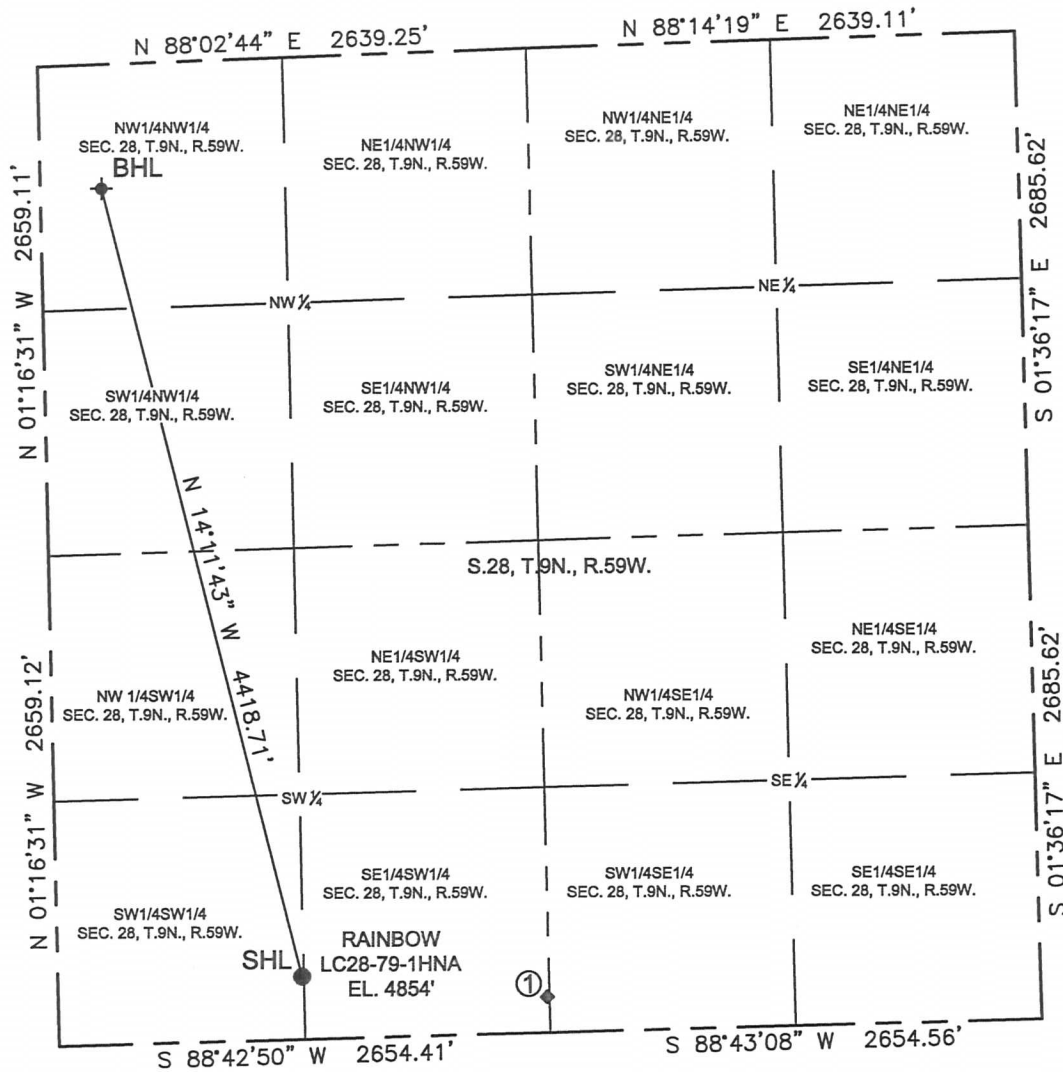 N 88°02'44" E 2639.25'
N 88°14'19" E 2639.11'
NW1/4NW1/4
SEC. 28, T.9N., R.59W.
NE1/4NW1/4
SEC. 28, T.9N., R.59W.
NW1/4NE1/4
SEC. 28, T.9N., R.59W.
NE1/4NE1/4
SEC. 28, T.9N., R.59W.
BHL
N 01°16'31" W 2659.11'
S 01°36'17" E 2685.62'
NW ¼
NE ¼
SW1/4NW1/4
SEC. 28, T.9N., R.59W.
SE1/4NW1/4
SEC. 28, T.9N., R.59W.
SW1/4NE1/4
SEC. 28, T.9N., R.59W.
SE1/4NE1/4
SEC. 28, T.9N., R.59W.
N 14°11'43" W 4418.71'
S.28, T.9N., R.59W.
NW 1/4SW1/4
SEC. 28, T.9N., R.59W.
NE1/4SW1/4
SEC. 28, T.9N., R.59W.
NW1/4SE1/4
SEC. 28, T.9N., R.59W.
NE1/4SE1/4
SEC. 28, T.9N., R.59W.
N 01°16'31" W 2659.12'
S 01°36'17" E 2685.62'
SW ¼
SE ¼
SW1/4SW1/4
SEC. 28, T.9N., R.59W.
SE1/4SW1/4
SEC. 28, T.9N., R.59W.
SW1/4SE1/4
SEC. 28, T.9N., R.59W.
SE1/4SE1/4
SEC. 28, T.9N., R.59W.
SHL
RAINBOW
LC28-79-1HNA
EL. 4854'
1
S 88°42'50" W 2654.41'
S 88°43'08" W 2654.56'